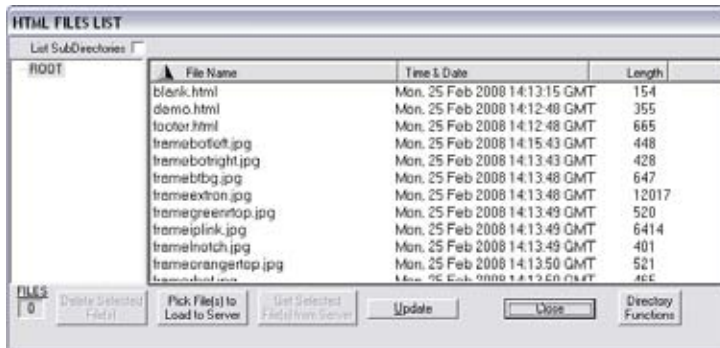 HTML FILES LIST
List SubDirectories
ROOT
File Name Time & Date Length
blank.html Mon, 25 Feb 2008 14:13:15 GMT 154
demo.html Mon, 25 Feb 2008 14:12:48 GMT 355
footer.html Mon, 25 Feb 2008 14:12:48 GMT 665
framebotleft.jpg Mon, 25 Feb 2008 14:15:43 GMT 448
framebotright.jpg Mon, 25 Feb 2008 14:13:43 GMT 428
framebtbg.jpg Mon, 25 Feb 2008 14:13:48 GMT 647
frameextron.jpg Mon, 25 Feb 2008 14:13:48 GMT 12017
framegreenrtop.jpg Mon, 25 Feb 2008 14:13:49 GMT 520
frameiplink.jpg Mon, 25 Feb 2008 14:13:49 GMT 6414
framelnotch.jpg Mon, 25 Feb 2008 14:13:49 GMT 401
frameorangertop.jpg Mon, 25 Feb 2008 14:13:50 GMT 521
Mon, 25 Feb 2008 14:13:50 GMT
FILES
0
Delete Selected File(s)
Pick File(s) to Load to Server
Get Selected File(s) from Server
Update
Close
Directory Functions